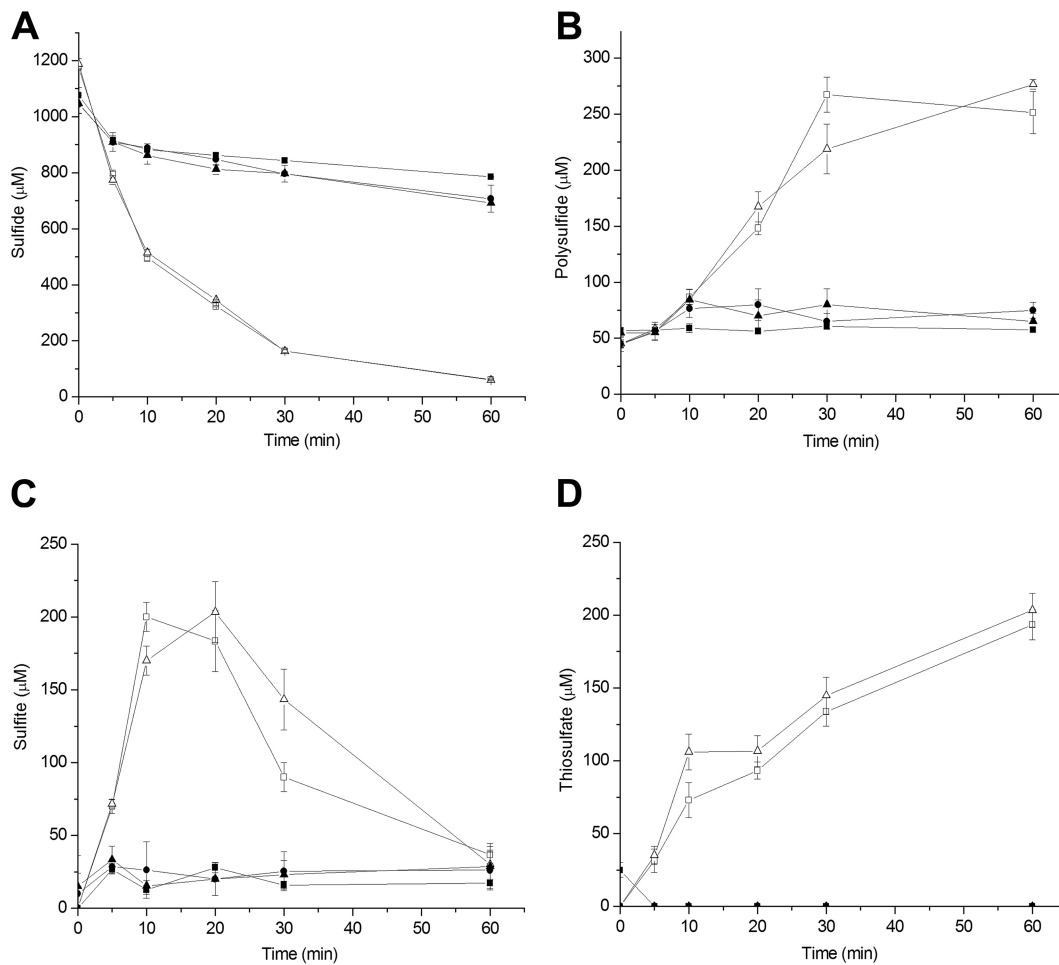 A
Sulfide (μM)
1200
1000
800
600
400
200
0
0 10 20 30 40 50 60
Time (min)
B
Polysulfide (μM)
300
250
200
150
100
50
0
0 10 20 30 40 50 60
Time (min)
C
Sulfite (μM)
250
200
150
100
50
0
0 10 20 30 40 50 60
Time (min)
D
Thiosulfate (μM)
250
200
150
100
50
0
0 10 20 30 40 50 60
Time (min)